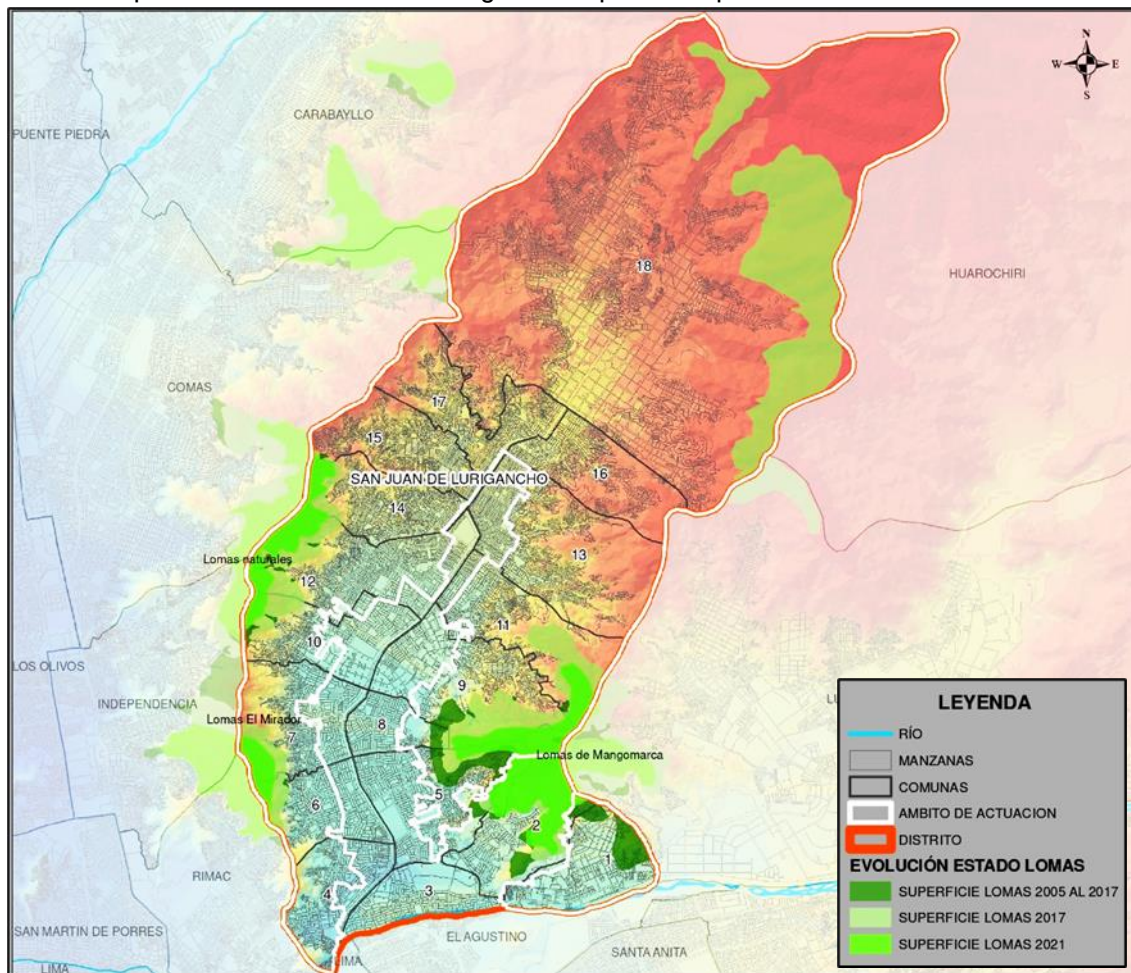 N
W E
S
CARABAYLLO
PUENTE PIEDRA
18
HUAROCHIRI
COMAS
17
15
16
SAN JUAN DE LURIGANCHO
14
13
Lomas naturales
12
11
10
LOS OLIVOS
9
INDEPENDENCIA
Lomas El Mirador
8
7
Lomas de Mangomarca
5
6
2
1
RIMAC
4
3
SAN MARTIN DE PORRES
EL AGUSTINO
SANTA ANITA
LIMA
LIMA
LEYENDA
RÍO
MANZANAS
COMUNAS
AMBITO DE ACTUACION
DISTRITO
EVOLUCIÓN ESTADO LOMAS
SUPERFICIE LOMAS 2005 AL 2017
SUPERFICIE LOMAS 2017
SUPERFICIE LOMAS 2021